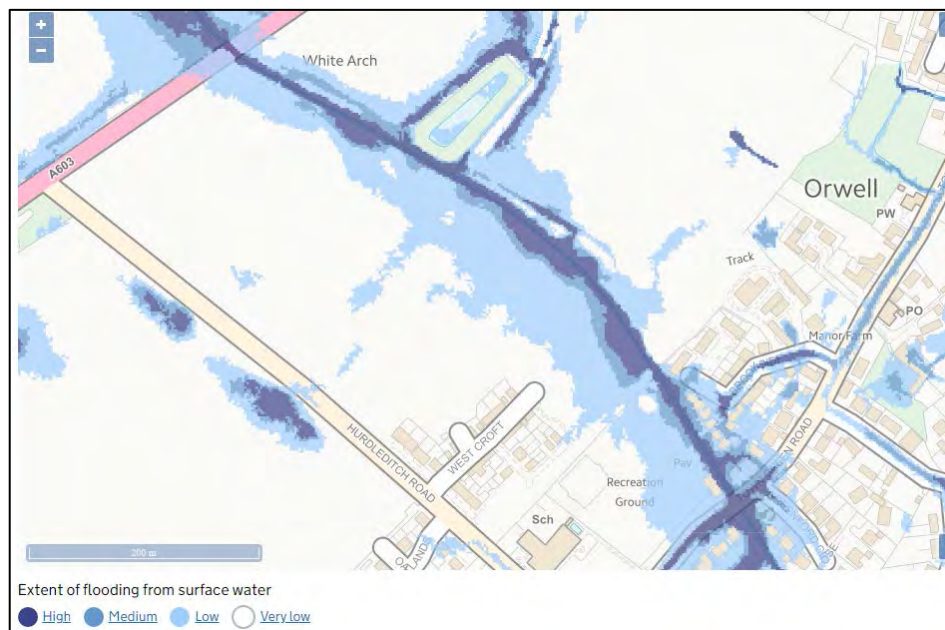 +
−
White Arch
A603
Orwell
PW
Track
PO
Manor Farm
HURDLEDITCH ROAD
WEST CROFT
Recreation
Ground
Sch
200 m
Extent of flooding from surface water
High Medium Low Very low